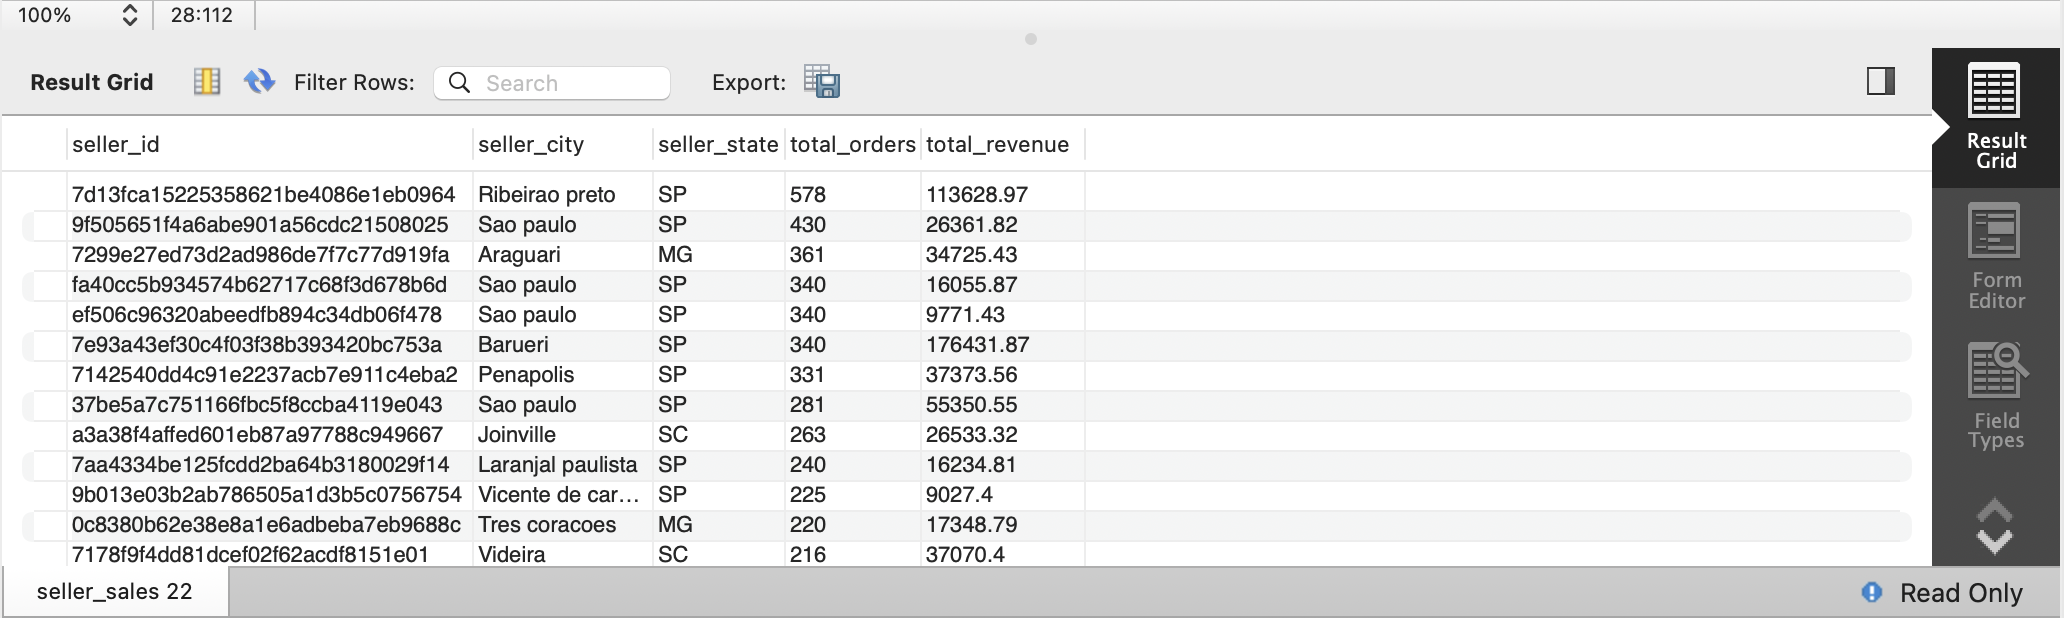 100% 28:112
Result Grid Filter Rows: Search Export:
seller_id seller_city seller_state total_orders total_revenue
7d13fca15225358621be4086e1eb0964 Ribeirao preto SP 578 113628.97
9f505651f4a6abe901a56cdc21508025 Sao paulo SP 430 26361.82
7299e27ed73d2ad986de7f7c77d919fa Araguari MG 361 34725.43
fa40cc5b934574b62717c68f3d678b6d Sao paulo SP 340 16055.87
ef506c96320abeedfb894c34db06f478 Sao paulo SP 340 9771.43
7e93a43ef30c4f03f38b393420bc753a Barueri SP 340 176431.87
7142540dd4c91e2237acb7e911c4eba2 Penapolis SP 331 37373.56
37be5a7c751166fbc5f8ccba4119e043 Sao paulo SP 281 55350.55
a3a38f4affed601eb87a97788c949667 Joinville SC 263 26533.32
7aa4334be125fcdd2ba64b3180029f14 Laranjal paulista SP 240 16234.81
9b013e03b2ab786505a1d3b5c0756754 Vicente de car... SP 225 9027.4
0c8380b62e38e8a1e6adbeba7eb9688c Tres coracoes MG 220 17348.79
7178f9f4dd81dcef02f62acdf8151e01 Videira SC 216 37070.4
Result
Grid
Form
Editor
Field
Types
seller_sales 22 Read Only